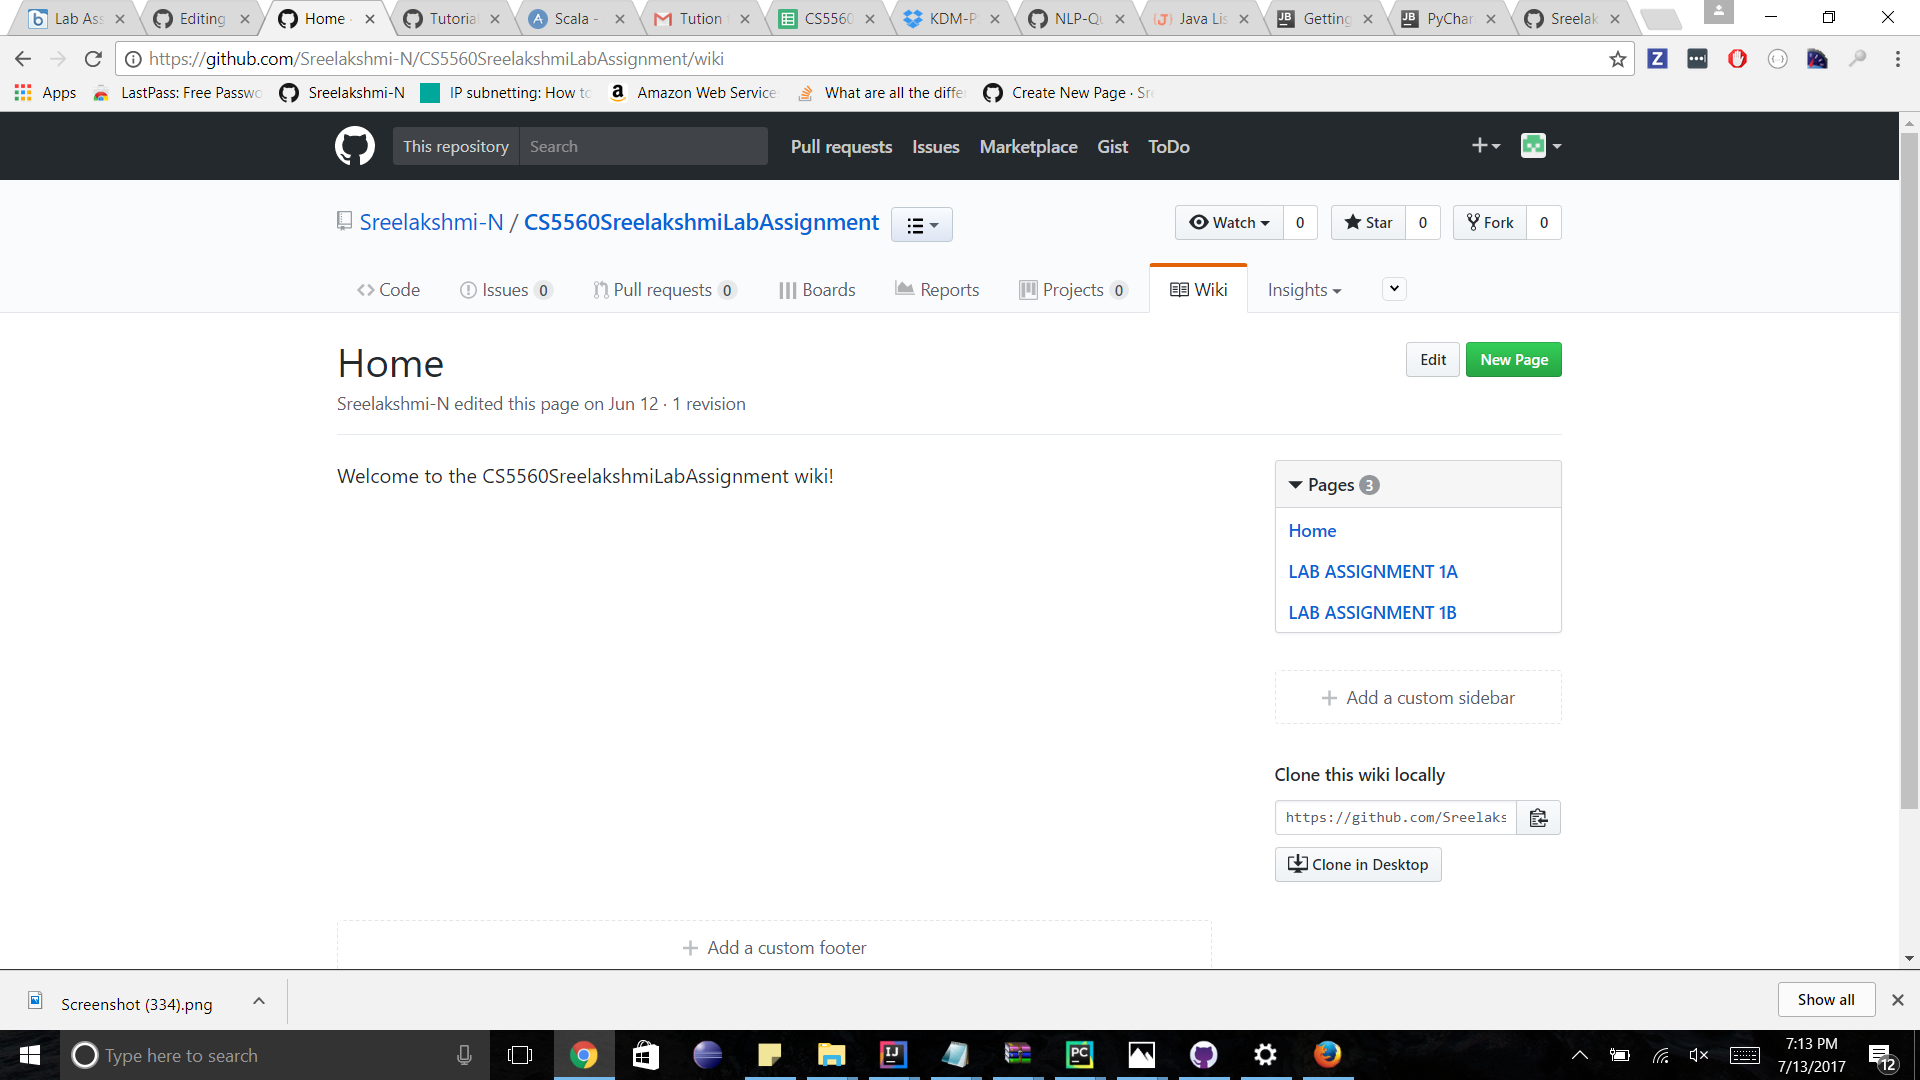 Lab Ass
Editing
Home
Tutorial
Scala -
Tution
CS5560
KDM-P
NLP-Qu
Java Lis
Getting
PyChar
Sreelak
https://github.com/Sreelakshmi-N/CS5560SreelakshmiLabAssignment/wiki
Apps
LastPass: Free Passwo
Sreelakshmi-N
IP subnetting: How to
Amazon Web Service
What are all the differ
Create New Page · Sre
This repository
Search
Pull requests
Issues
Marketplace
Gist
ToDo
Sreelakshmi-N / CS5560SreelakshmiLabAssignment
Watch 0
Star 0
Fork 0
Code
Issues 0
Pull requests 0
Boards
Reports
Projects 0
Wiki
Insights
Home
Edit
New Page
Sreelakshmi-N edited this page on Jun 12 · 1 revision
Welcome to the CS5560SreelakshmiLabAssignment wiki!
Pages 3
Home
LAB ASSIGNMENT 1A
LAB ASSIGNMENT 1B
Add a custom sidebar
Clone this wiki locally
https://github.com/Sreelaks
Clone in Desktop
Add a custom footer
Screenshot (334).png
Show all
Type here to search
7:13 PM
7/13/2017
12